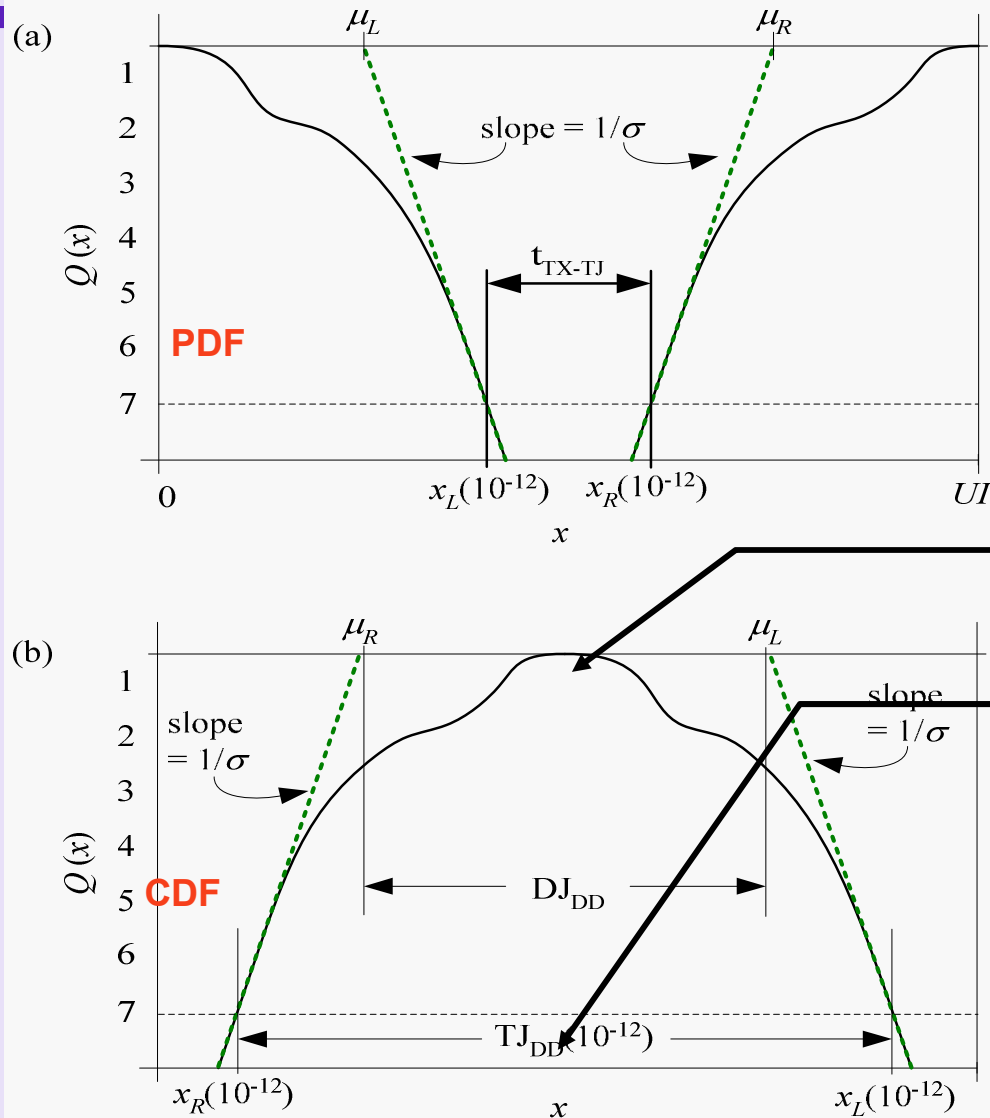 (a)
μL
μR
1
2
3
4
5
6
7
Q(x)
slope = 1/σ
tTX-TJ
PDF
0
xL(10-12)
xR(10-12)
UI
x
(b)
μR
μL
1
2
3
4
5
6
7
Q(x)
slope
= 1/σ
slope
= 1/σ
CDF
DJDD
TJDD(10-12)
xR(10-12)
xL(10-12)
x